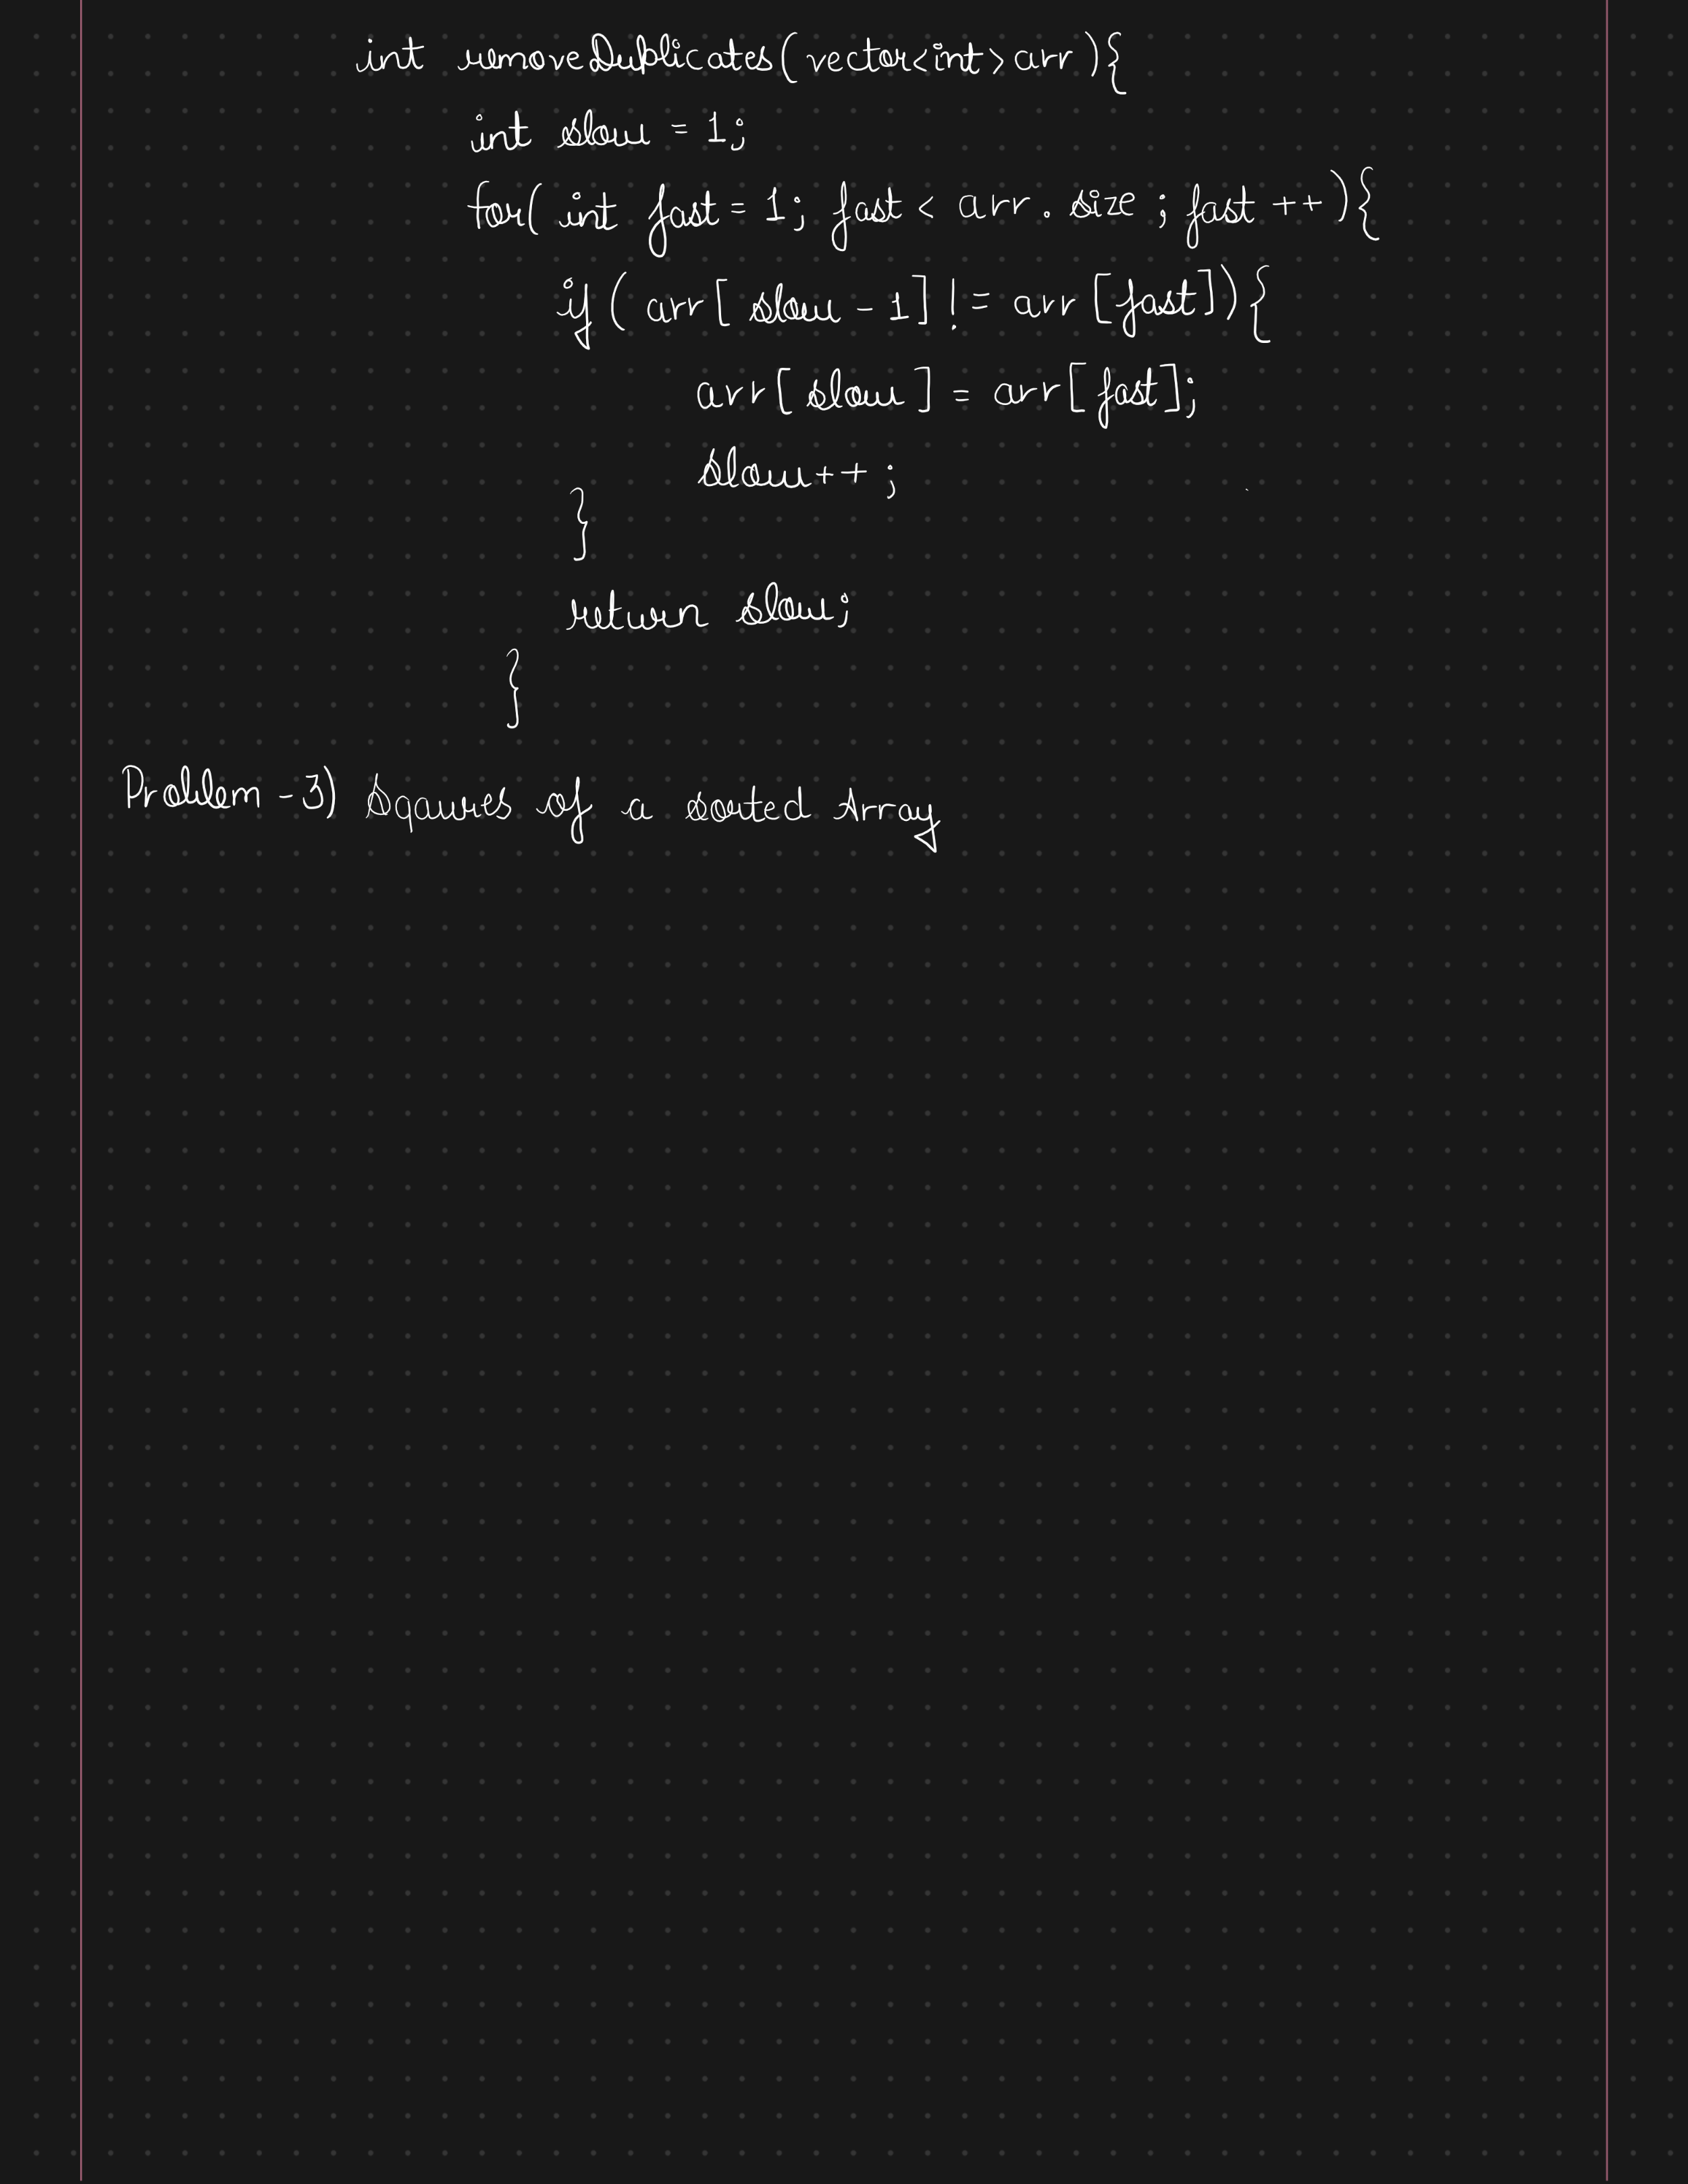 int removeDuplicates(vector<int>arr){
int slow = 1;
for( int fast = 1; fast < arr. size ; fast ++){
if ( arr[ slow - 1] != arr [fast]){
arr[ slow ] = arr[ fast ];
slow++ ;
}
return slow;
}
Problem -3) Sqaures of a sorted Array